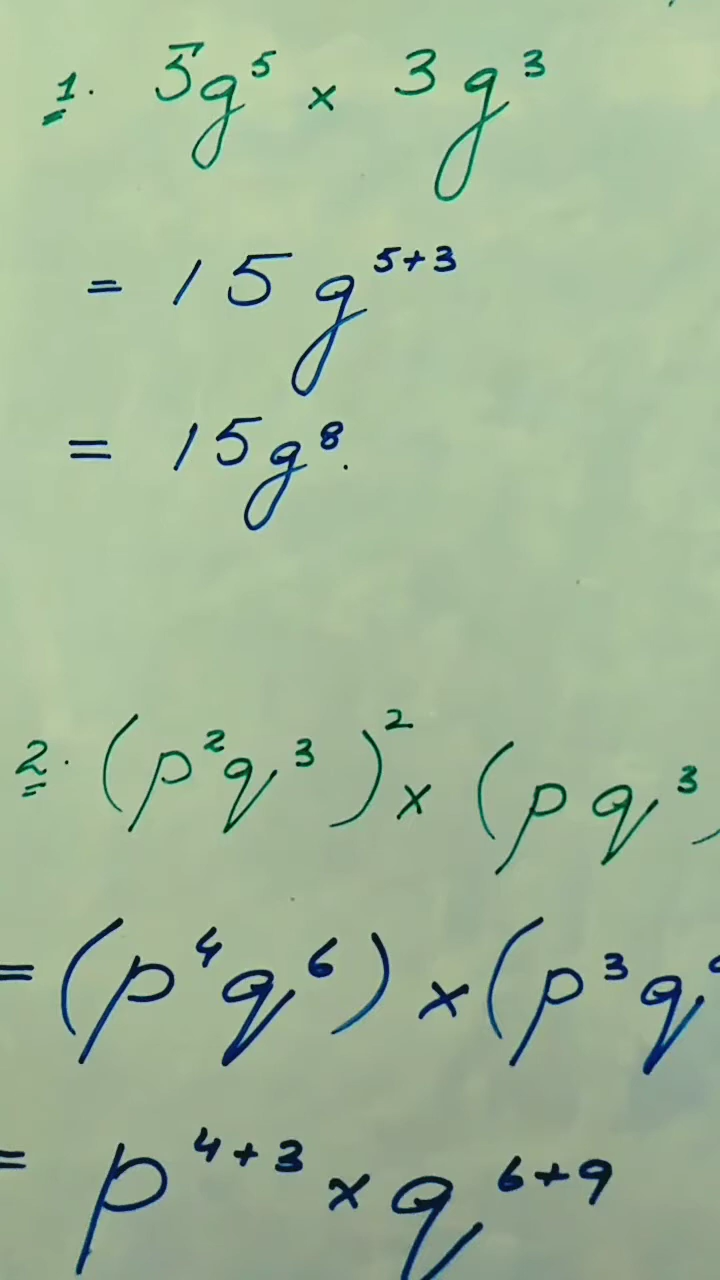 1. 5g⁵ × 3g³
= 15g⁵⁺³
= 15g⁸.
2. (p²q³)² × (pq³)
= (p⁴q⁶) × (p³q
= p⁴⁺³ × q⁶⁺⁹